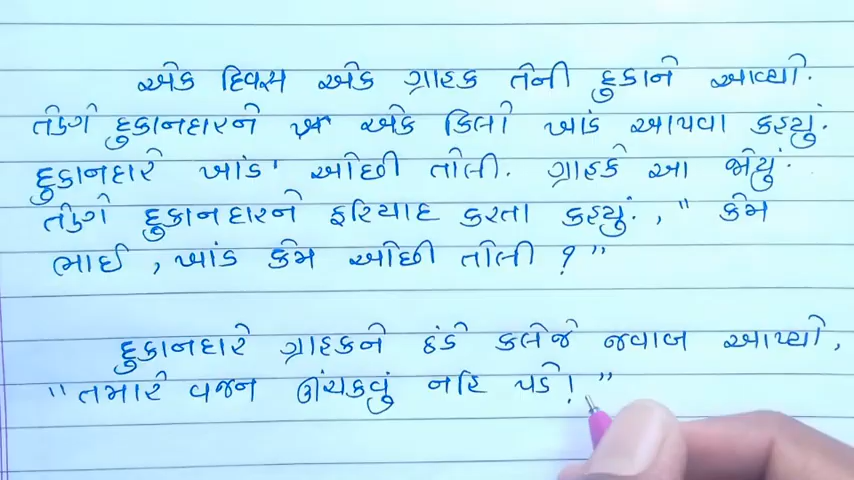 એક દિવસ એક ગ્રાહક તેની દુકાને આવ્યો.
તેણે દુકાનદારને એક કિલો ખાંડ આપવા કહ્યું.
દુકાનદારે ખાંડ ઓછી તોલી. ગ્રાહકે આ જોયું.
તેણે દુકાનદારને ફરિયાદ કરતા કહ્યું., " કેમ
ભાઈ, ખાંડ કેમ ઓછી તોલી ?"
દુકાનદારે ગ્રાહકને ઠંડે કલેજે જવાબ આપ્યો,
"તમારે વજન ઊંચકવું નહિ પડે!"